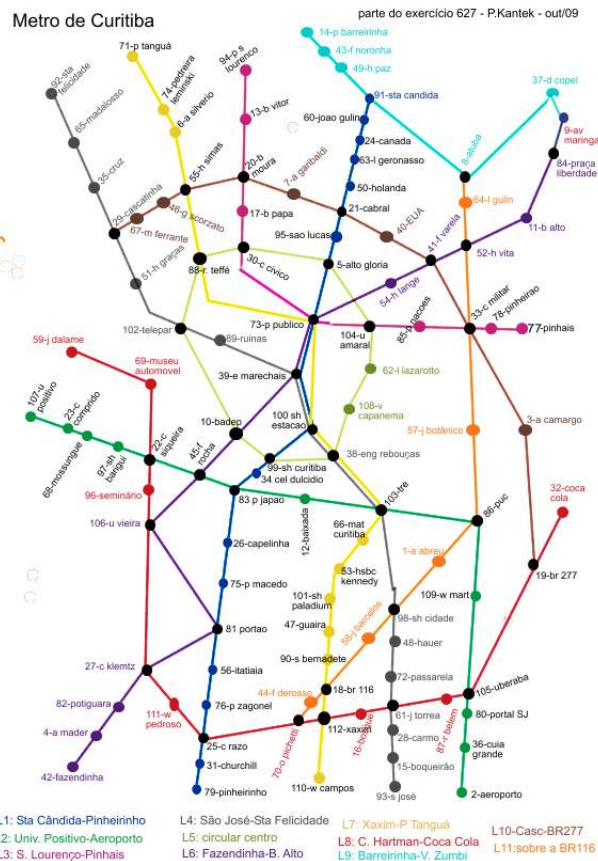 Metro de Curitiba
parte do exercício 627 - P.Kantek - out/09
14-p barreirinha
43-f noronha
49-h paz
71-p tanguá
94-p s
lourenco
92-sta
felicidade
74-pedreira
leminski
37-d copel
91-sta candida
65-madalosso
6-a silverio
13-b vitor
60-joao gulin
9-av
maringa
24-canada
84-praça
liberdade
63-l geronasso
8-atuba
35-cruz
55-h simas
20-b
moura
7-a garibaldi
50-holanda
64-l gulin
29-cascatinha
46-g scorzato
17-b papa
21-cabral
40-EUA
11-b alto
67-m ferrante
95-sao lucas
41-f varela
52-h vita
51-h graças
88-r. teffé
30-c civico
5-alto gloria
54-h lange
102-telepar
73-p publico
33-c militar
78-pinheirao
77-pinhais
85-p nacoes
104-u
amaral
59-j dalame
89-ruinas
69-museu
automovel
39-e marechais
62-l lazarotto
107-u
positivo
23-c
comprido
108-v
capanema
3-a camargo
10-badep
100 sh
estacao
57-j botânico
68-mossungue
97-sh
barigui
22-c
siqueira
45-f
rocha
38-eng rebouças
99-sh curitiba
34 cel dulcidio
96-seminário
83 p japao
103-tre
32-coca
cola
12-baixada
86-puc
106-u vieira
66-mat
curitiba
26-capelinha
1-a abreu
53-hsbc
kennedy
19-br 277
75-p macedo
101-sh
paladium
109-w mart
98-sh cidade
47-guaira
58-j barcelos
81 portao
48-hauer
90-s bernadete
27-c klemtz
56-itatiaia
72-passarela
18-br 116
105-uberaba
82-potiguara
44-f derosso
76-p zagonel
111-w
pedroso
61-j torrea
80-portal SJ
4-a mader
112-xaxim
25-c razo
70-o pichetti
87-r belem
28-carmo
36-cuia
grande
42-fazendinha
31-churchill
15-boqueirão
79-pinheirinho
110-w campos
93-s josé
2-aeroporto
L1: Sta Cândida-Pinheirinho
L2: Univ. Positivo-Aeroporto
L3: S. Lourenço-Pinhais
L4: São José-Sta Felicidade
L5: circular centro
L6: Fazendinha-B. Alto
L7: Xaxim-P Tanguá
L8: C. Hartman-Coca Cola
L9: Barreirinha-V. Zumbi
L10-Casc-BR277
L11:sobre a BR116